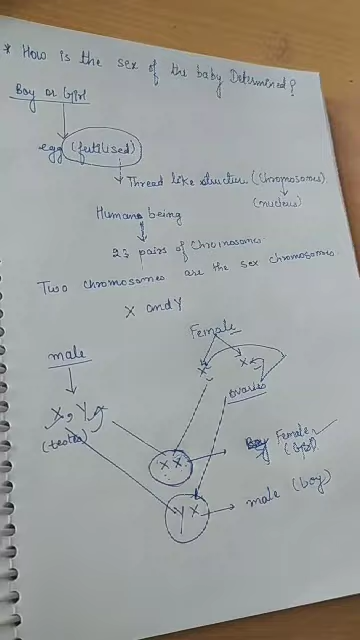 * How is the sex of the baby Determined?
Boy or Girl
egg (fertilised)
Thread like structure (Chromosomes)
(nucleus)
Human being
23 pairs of Chromosomes
Two chromosomes are the sex chromosomes.
X and Y
Female
male
X X
ovaries
X, Y
(testes)
X X
Female
(Girl)
Y X
male (boy)